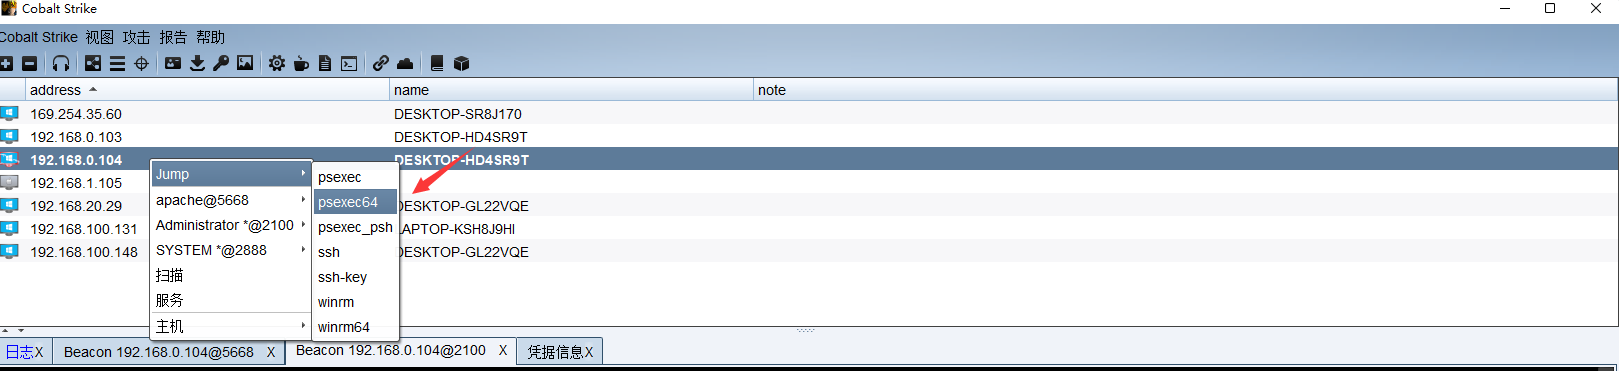 Cobalt Strike
Cobalt Strike 视图 攻击 报告 帮助
address name note
169.254.35.60 DESKTOP-SR8J170
192.168.0.103 DESKTOP-HD4SR9T
192.168.0.104 DESKTOP-HD4SR9T
192.168.1.105
192.168.20.29 DESKTOP-GL22VQE
192.168.100.131 LAPTOP-KSH8J9HI
192.168.100.148 DESKTOP-GL22VQE
Jump
apache@5668
Administrator *@2100
SYSTEM *@2888
扫描
服务
主机
psexec
psexec64
psexec_psh
ssh
ssh-key
winrm
winrm64
日志X Beacon 192.168.0.104@5668 X Beacon 192.168.0.104@2100 X 凭据信息X